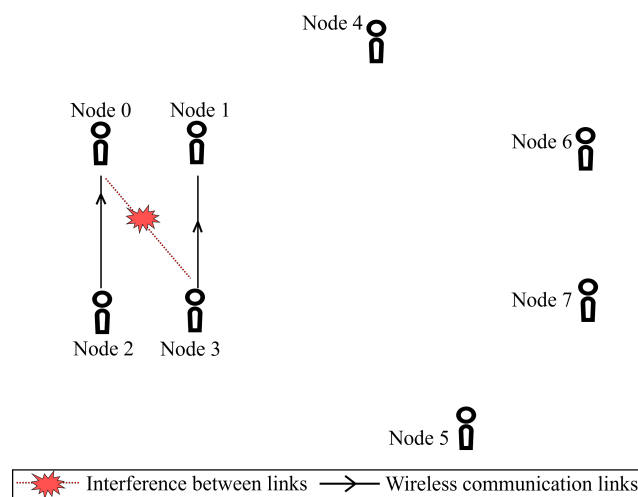 Node 4
Node 0
Node 1
Node 6
Node 7
Node 2
Node 3
Node 5
Interference between links
Wireless communication links